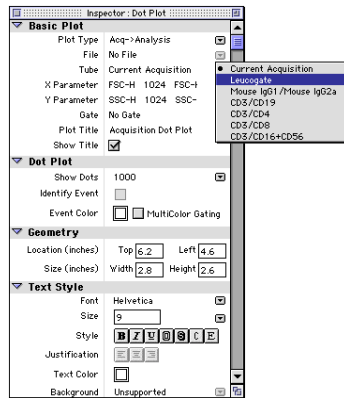 Inspector: Dot Plot
Basic Plot
Plot Type Acq->Analysis
File No File
Tube Current Acquisition
X Parameter FSC-H 1024 FSC-H
Y Parameter SSC-H 1024 SSC-
Gate No Gate
Plot Title Acquisition Dot Plot
Show Title
Current Acquisition
Leucogate
Mouse IgG1/Mouse IgG2a
CD3/CD19
CD3/CD4
CD3/CD8
CD3/CD16+CD56
Dot Plot
Show Dots 1000
Identify Event
Event Color MultiColor Gating
Geometry
Location (inches) Top 6.2 Left 4.6
Size (inches) Width 2.8 Height 2.6
Text Style
Font Helvetica
Size 9
Style B I U O S C E
Justification
Text Color
Background Unsupported